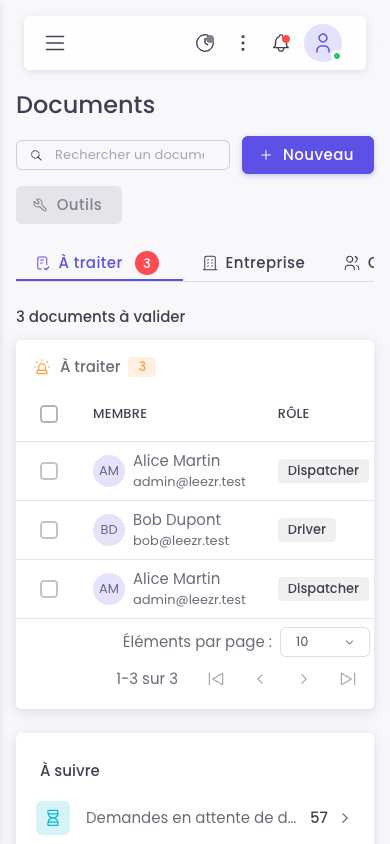 Documents
Rechercher un docume
+ Nouveau
Outils
À traiter 3
Entreprise
3 documents à valider
À traiter 3
MEMBRE RÔLE
AM Alice Martin Dispatcher
admin@leezr.test
BD Bob Dupont Driver
bob@leezr.test
AM Alice Martin Dispatcher
admin@leezr.test
Éléments par page : 10
1-3 sur 3
À suivre
Demandes en attente de d... 57